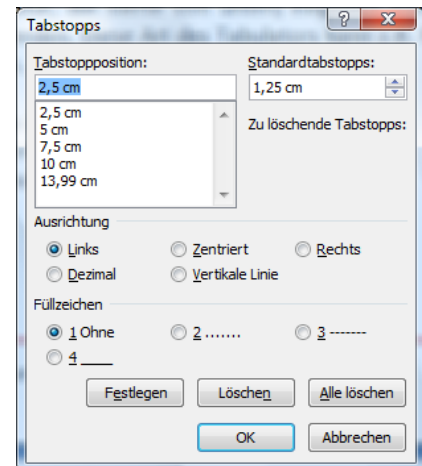 Tabstopps
Tabstoppposition:
Standardtabstopps:
2,5 cm
1,25 cm
2,5 cm
5 cm
7,5 cm
10 cm
13,99 cm
Zu löschende Tabstopps:
Ausrichtung
Links
Zentriert
Rechts
Dezimal
Vertikale Linie
Füllzeichen
1 Ohne
2 .......
3 -------
4 ____
Festlegen
Löschen
Alle löschen
OK
Abbrechen